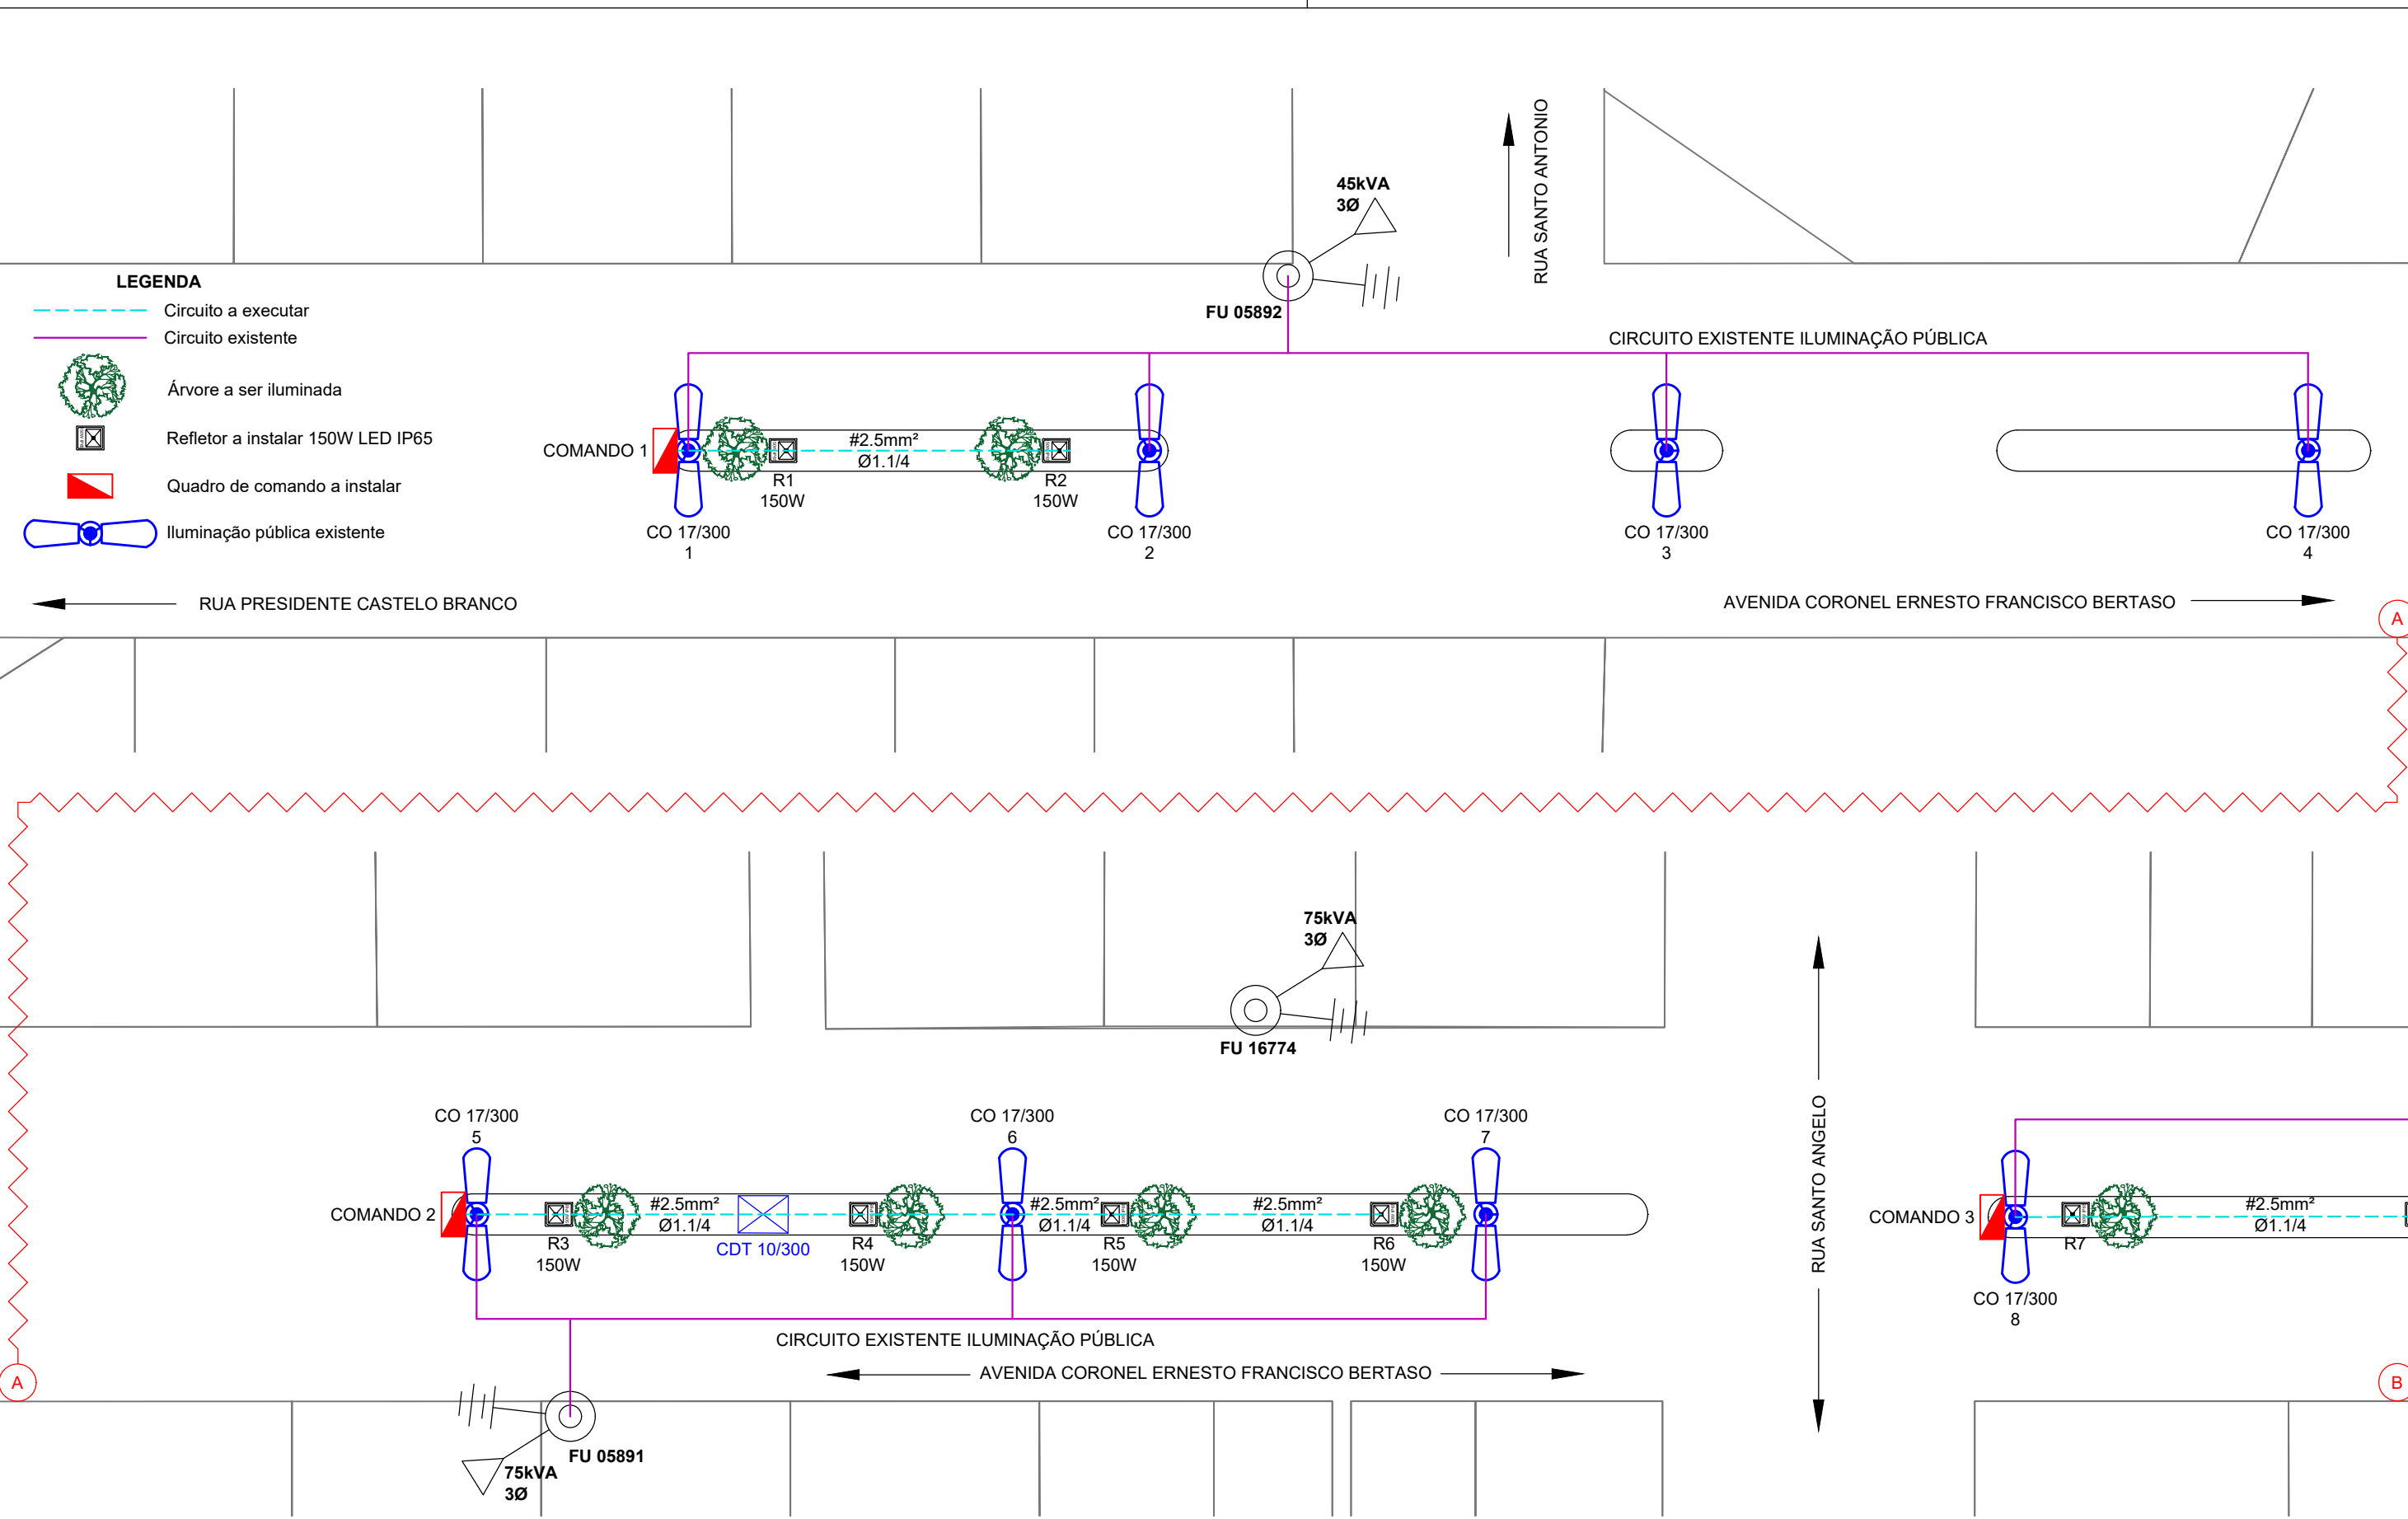 45kVA
3Ø
RUA SANTO ANTONIO
LEGENDA
Circuito a executar
Circuito existente
Árvore a ser iluminada
Refletor a instalar 150W LED IP65
Quadro de comando a instalar
Iluminação pública existente
FU 05892
CIRCUITO EXISTENTE ILUMINAÇÃO PÚBLICA
COMANDO 1
#2.5mm²
Ø1.1/4
R1
150W
R2
150W
CO 17/300
1
CO 17/300
2
CO 17/300
3
CO 17/300
4
RUA PRESIDENTE CASTELO BRANCO
AVENIDA CORONEL ERNESTO FRANCISCO BERTASO
A
75kVA
3Ø
FU 16774
CO 17/300
5
CO 17/300
6
CO 17/300
7
RUA SANTO ANGELO
COMANDO 2
#2.5mm²
Ø1.1/4
#2.5mm²
Ø1.1/4
#2.5mm²
Ø1.1/4
R3
150W
CDT 10/300
R4
150W
R5
150W
R6
150W
COMANDO 3
#2.5mm²
Ø1.1/4
R7
CO 17/300
8
CIRCUITO EXISTENTE ILUMINAÇÃO PÚBLICA
AVENIDA CORONEL ERNESTO FRANCISCO BERTASO
A
B
FU 05891
75kVA
3Ø